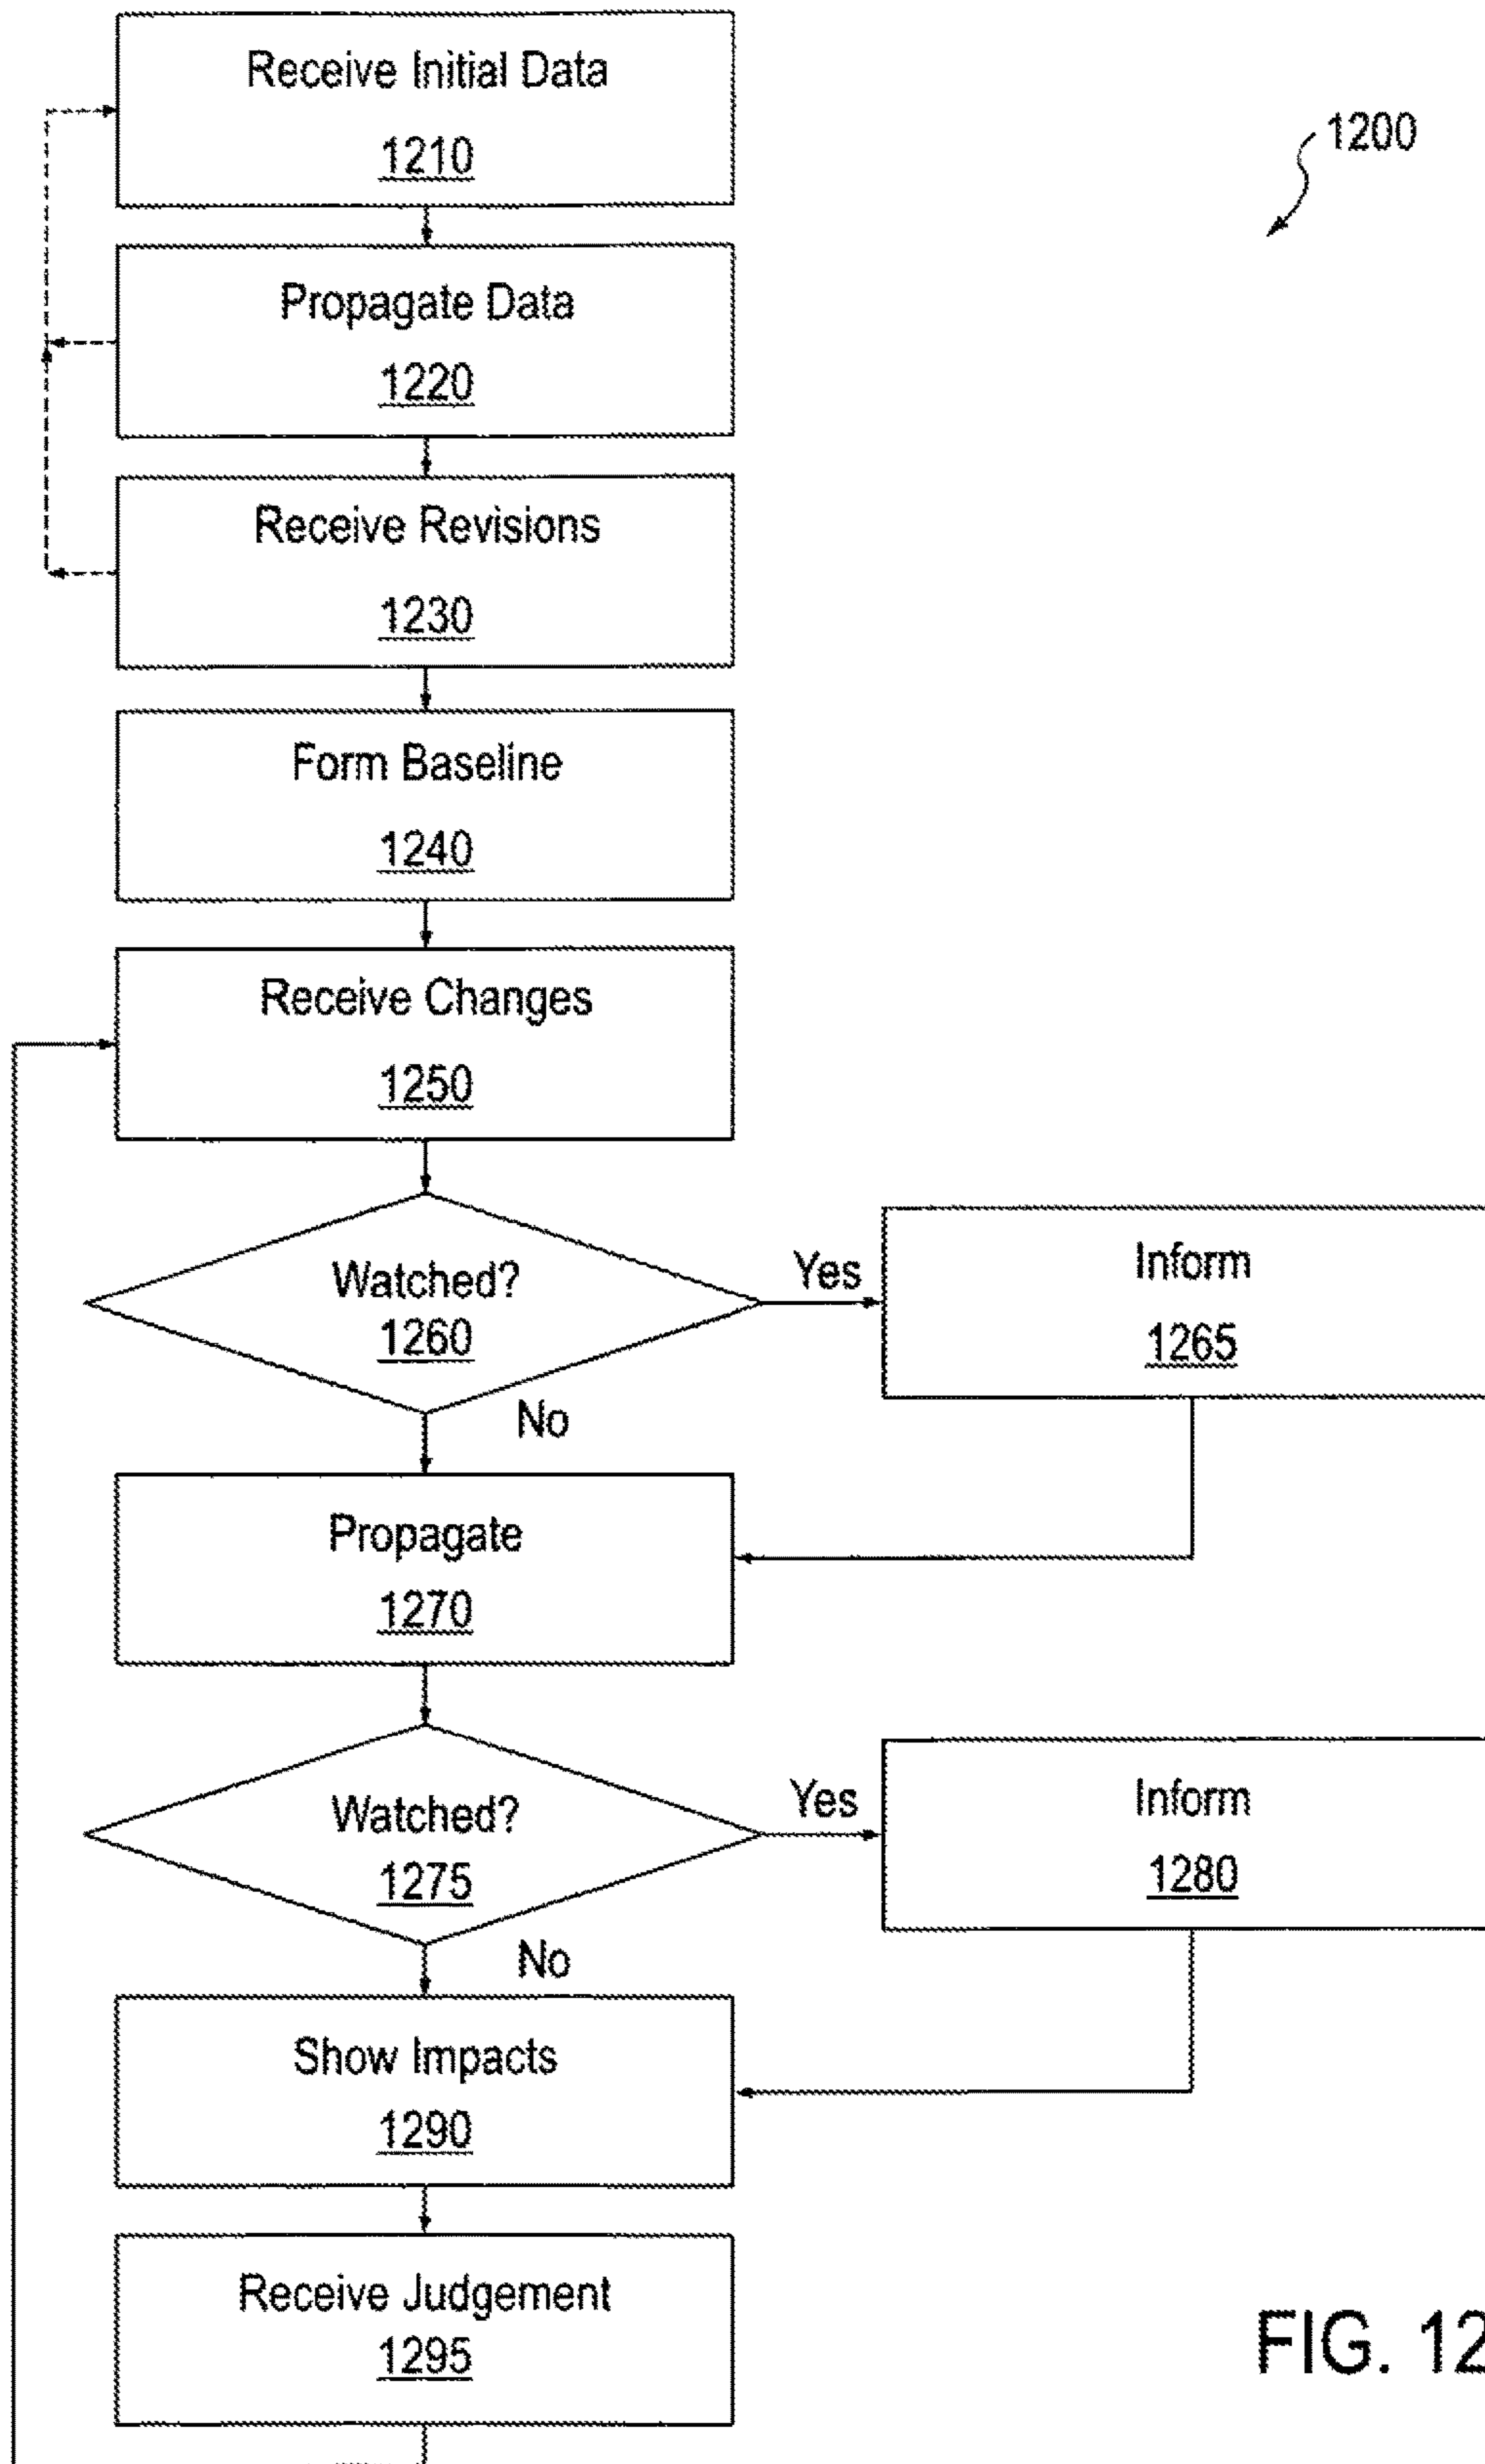 Receive Initial Data
1210
1200
Propagate Data
1220
Receive Revisions
1230
Form Baseline
1240
Receive Changes
1250
Watched?
1260
Yes
Inform
1265
No
Propagate
1270
Watched?
1275
Yes
Inform
1280
No
Show Impacts
1290
Receive Judgement
1295
FIG. 12